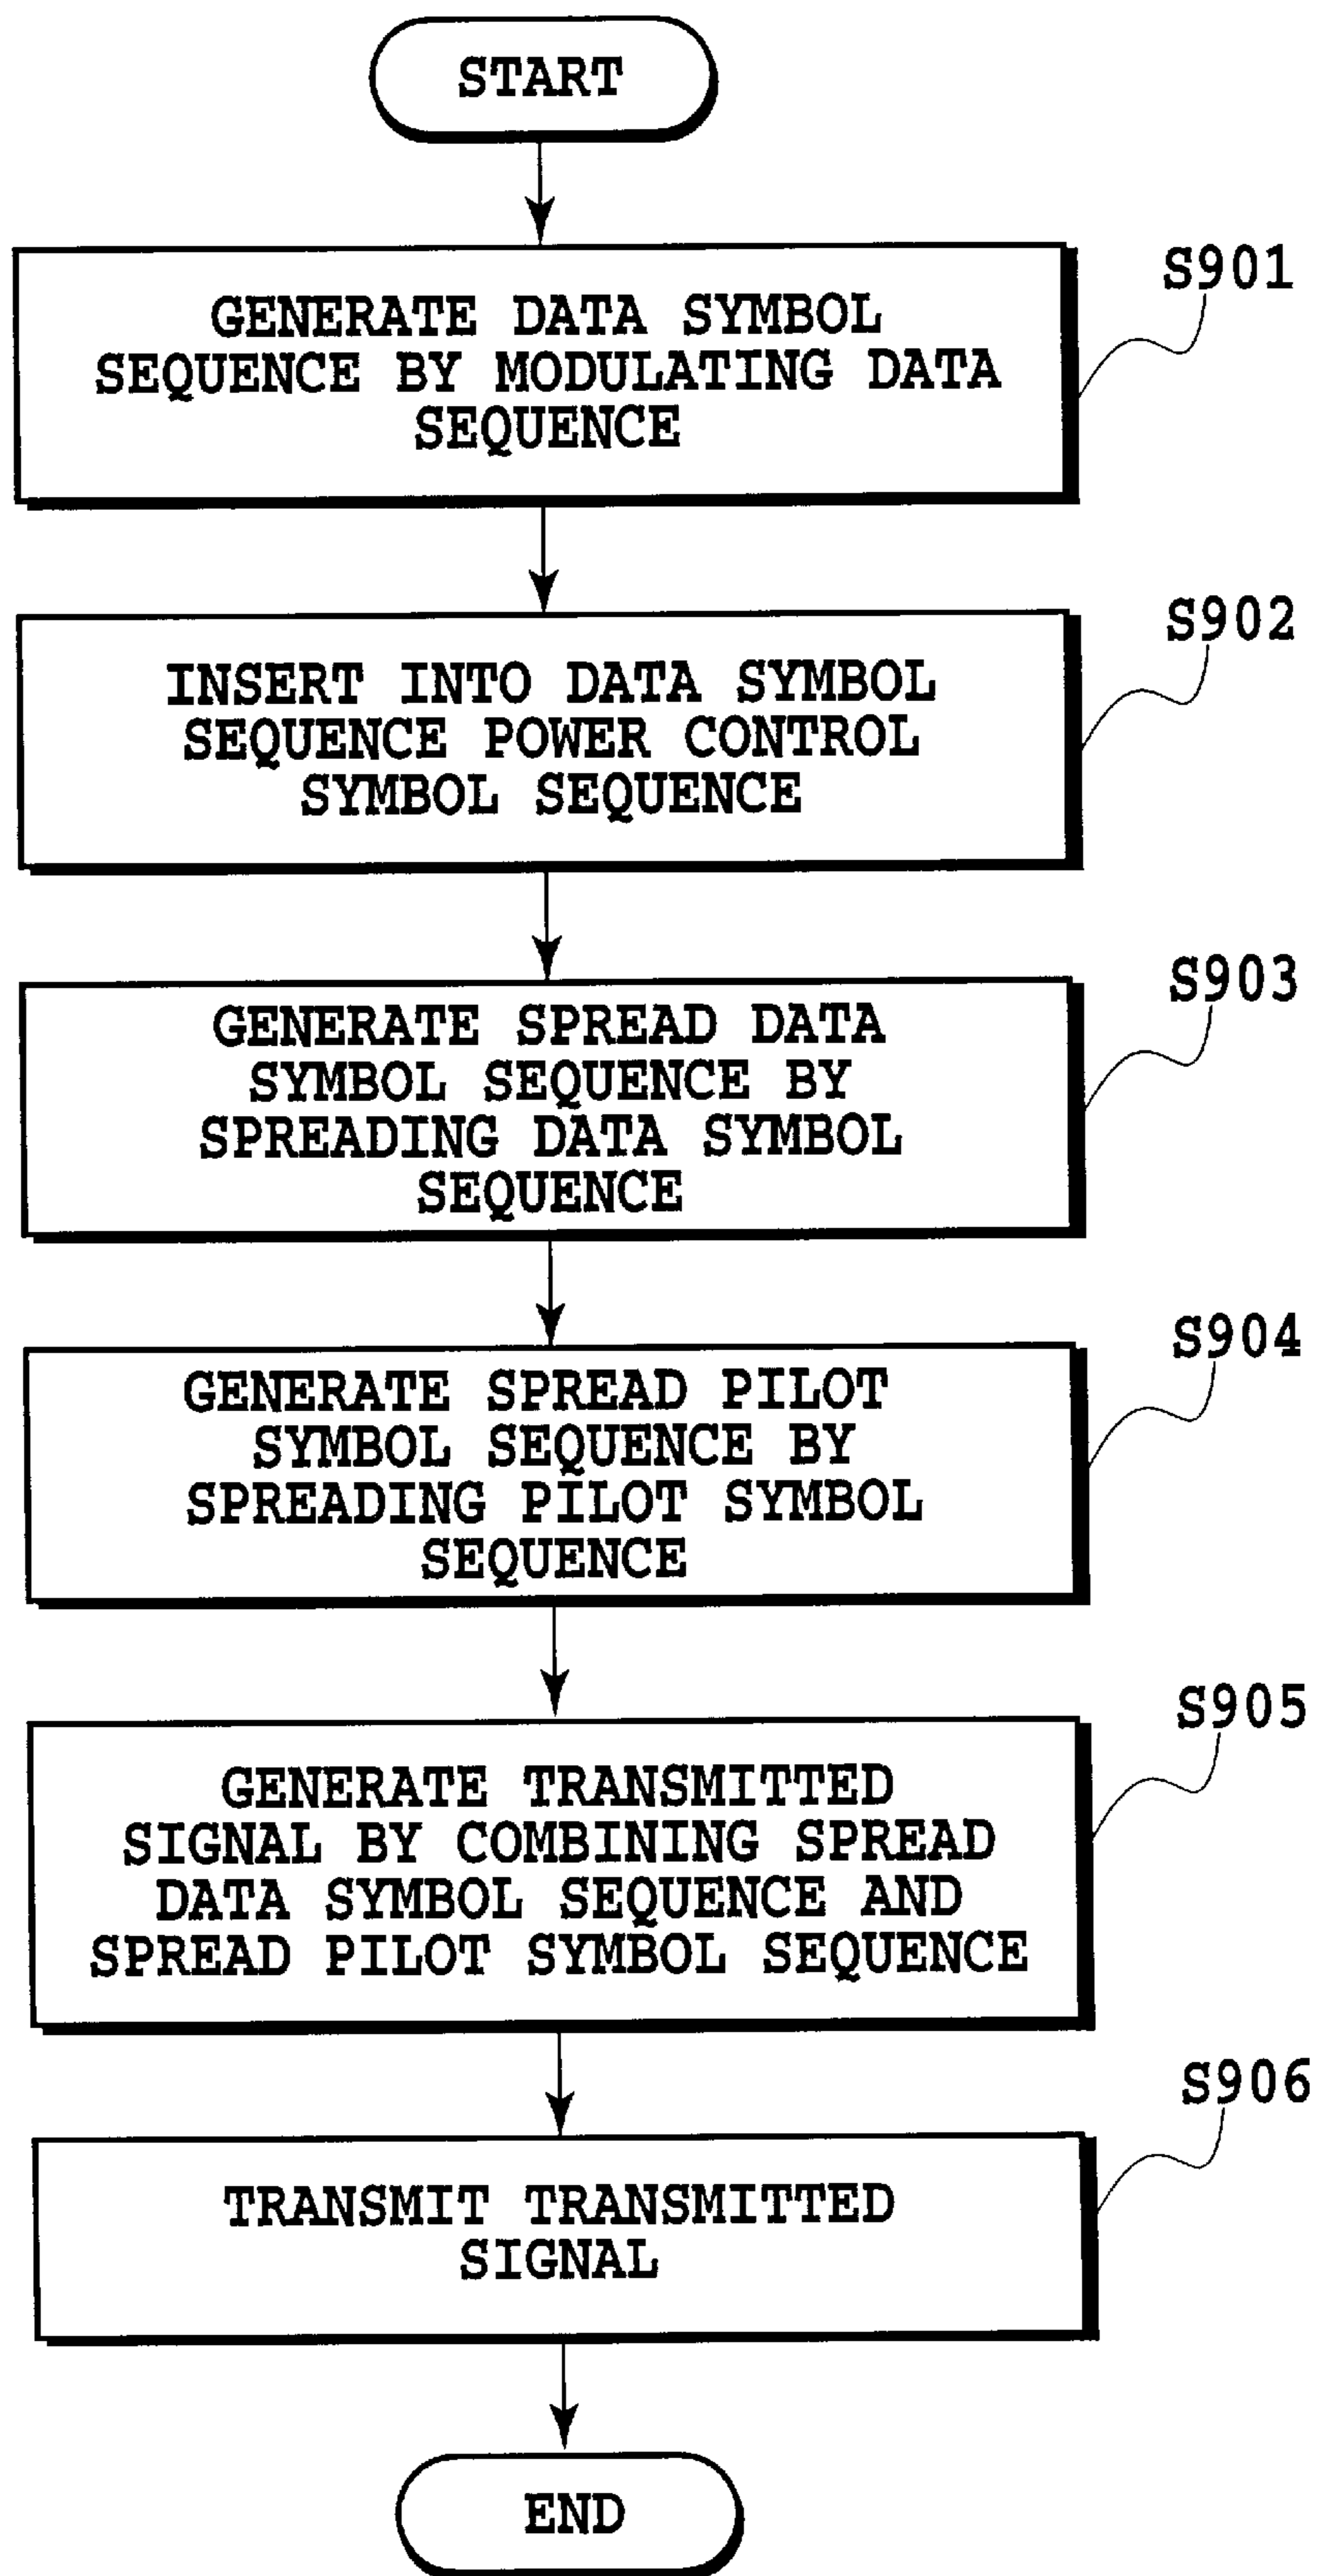 START
S901
GENERATE DATA SYMBOL
SEQUENCE BY MODULATING DATA
SEQUENCE
S902
INSERT INTO DATA SYMBOL
SEQUENCE POWER CONTROL
SYMBOL SEQUENCE
S903
GENERATE SPREAD DATA
SYMBOL SEQUENCE BY
SPREADING DATA SYMBOL
SEQUENCE
S904
GENERATE SPREAD PILOT
SYMBOL SEQUENCE BY
SPREADING PILOT SYMBOL
SEQUENCE
S905
GENERATE TRANSMITTED
SIGNAL BY COMBINING SPREAD
DATA SYMBOL SEQUENCE AND
SPREAD PILOT SYMBOL SEQUENCE
S906
TRANSMIT TRANSMITTED
SIGNAL
END